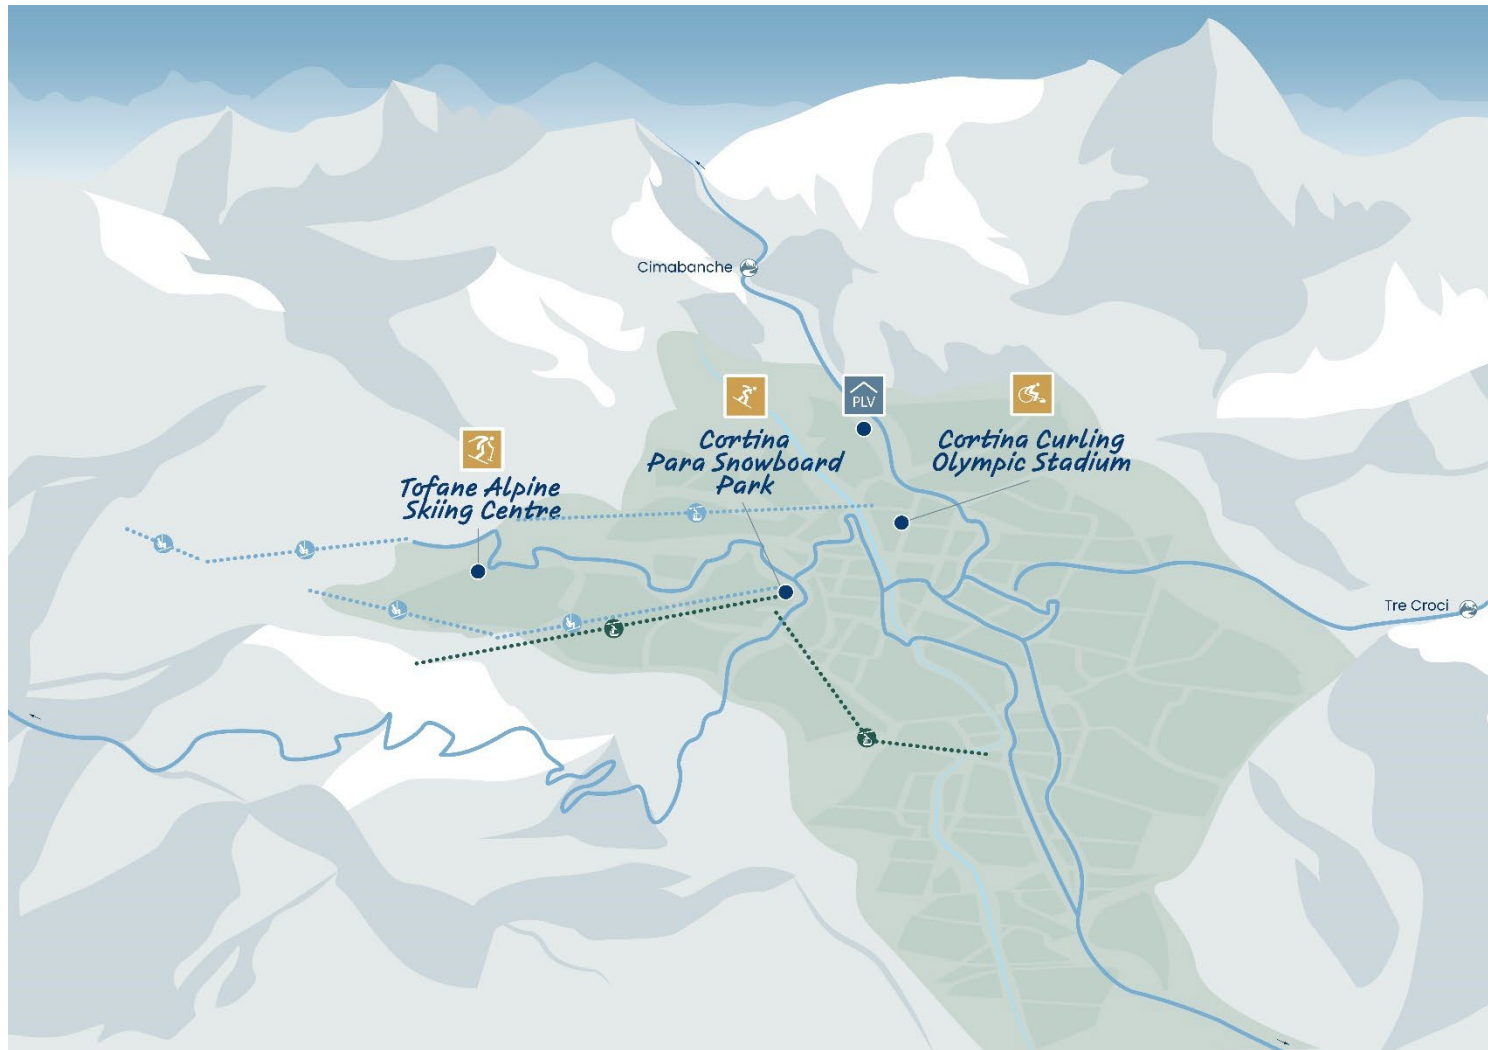 Cimabanche
PLV
Cortina
Para Snowboard
Park
Cortina Curling
Olympic Stadium
Tofane Alpine
Skiing Centre
Tre Croci